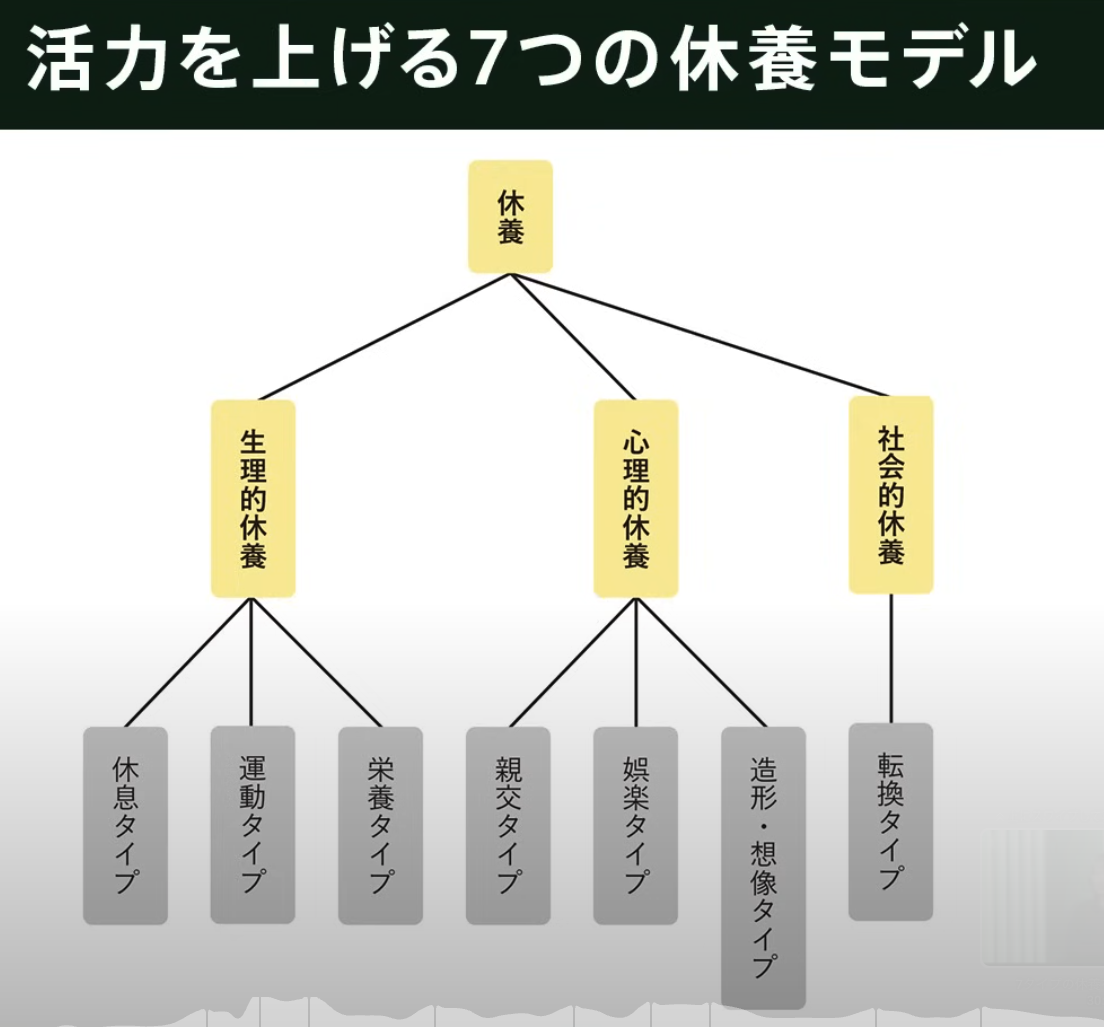 活力を上げる7つの休養モデル
休養
生理的休養
心理的休養
社会的休養
休息タイプ
運動タイプ
栄養タイプ
親交タイプ
娯楽タイプ
造形・想像タイプ
転換タイプ